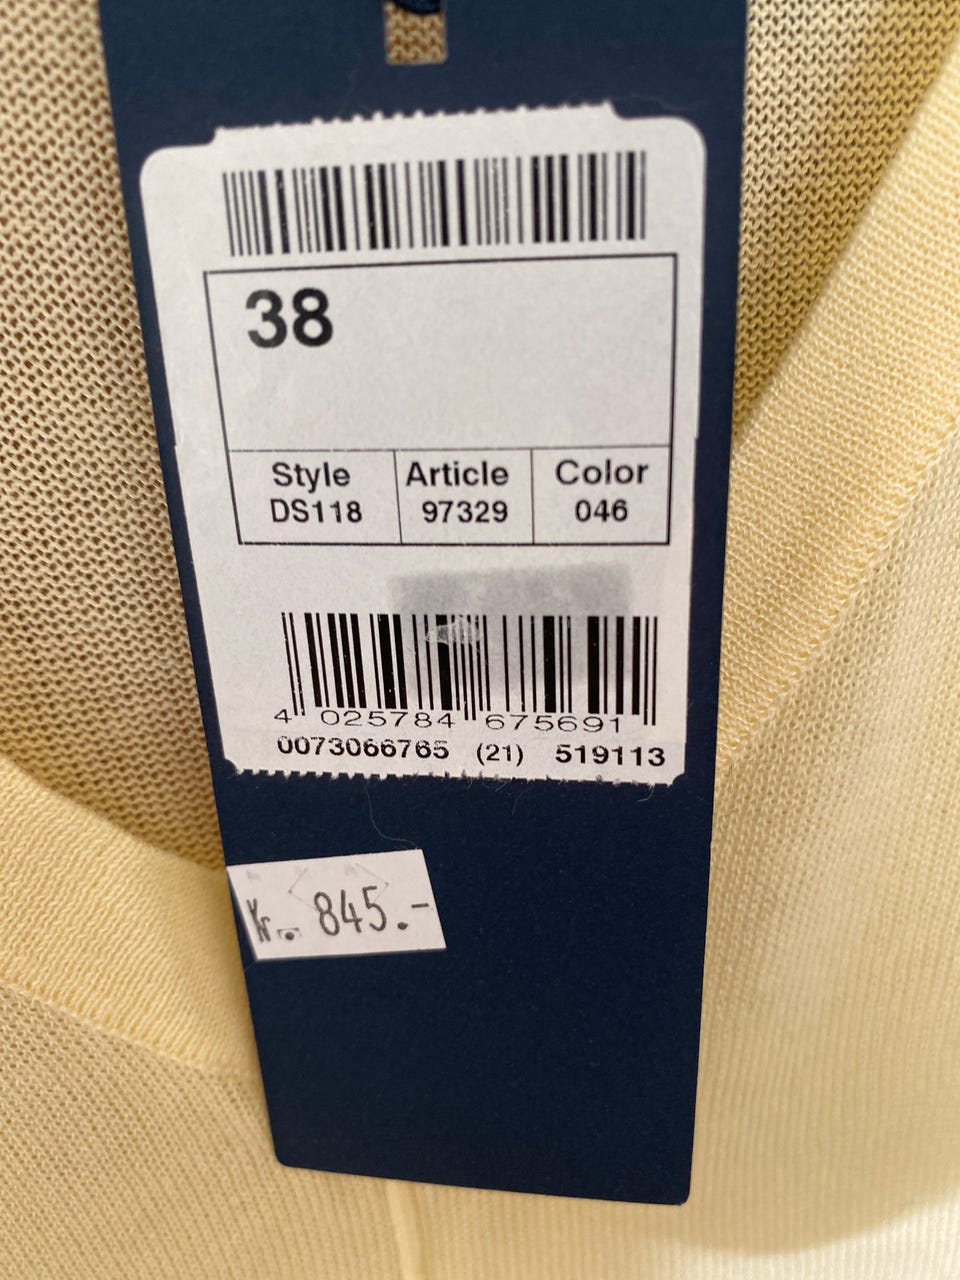 38
Style Article Color
DS118 97329 046
4 025784 675691
0073066765 (21) 519113
Kr. 845.-